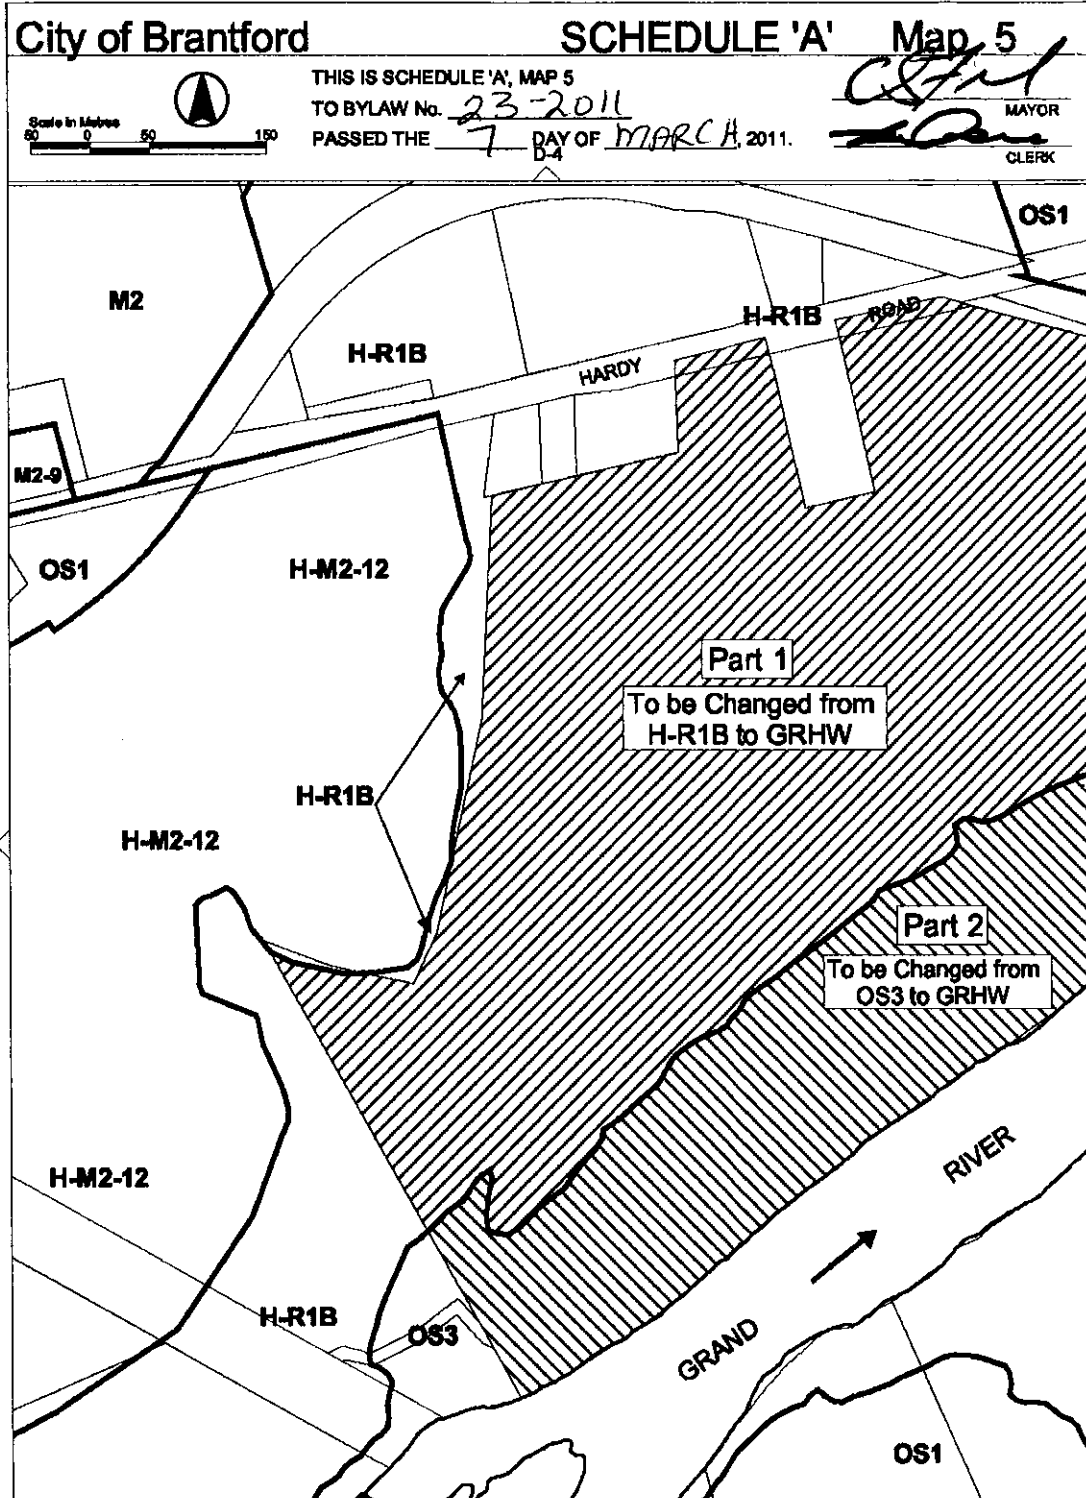 City of Brantford SCHEDULE 'A' Map 5
THIS IS SCHEDULE 'A', MAP 5
TO BYLAW No. 23-2011
PASSED THE 7 DAY OF MARCH, 2011.
MAYOR
CLERK
Scale in Metres
50 0 50 150
D-4
OS1
M2
H-R1B
ROAD
H-R1B
HARDY
M2-9
OS1
H-M2-12
Part 1
To be Changed from
H-R1B to GRHW
H-R1B
H-M2-12
Part 2
To be Changed from
OS3 to GRHW
RIVER
H-M2-12
H-R1B
OS3
GRAND
OS1